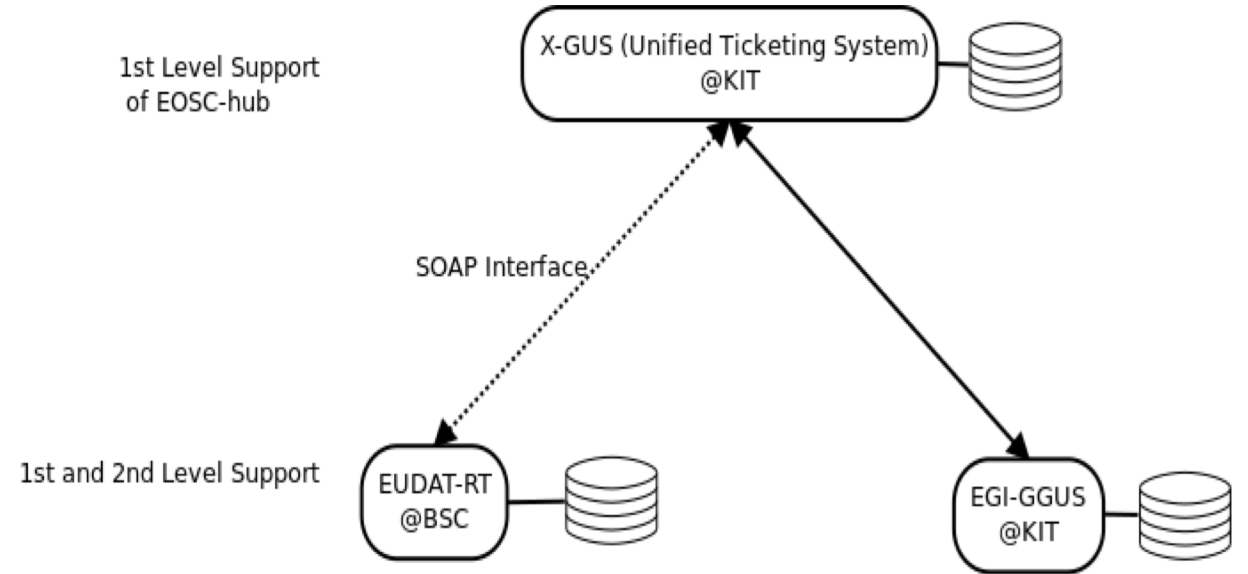 X-GUS (Unified Ticketing System)
@KIT
1st Level Support
of EOSC-hub
SOAP Interface
1st and 2nd Level Support
EUDAT-RT
@BSC
EGI-GGUS
@KIT